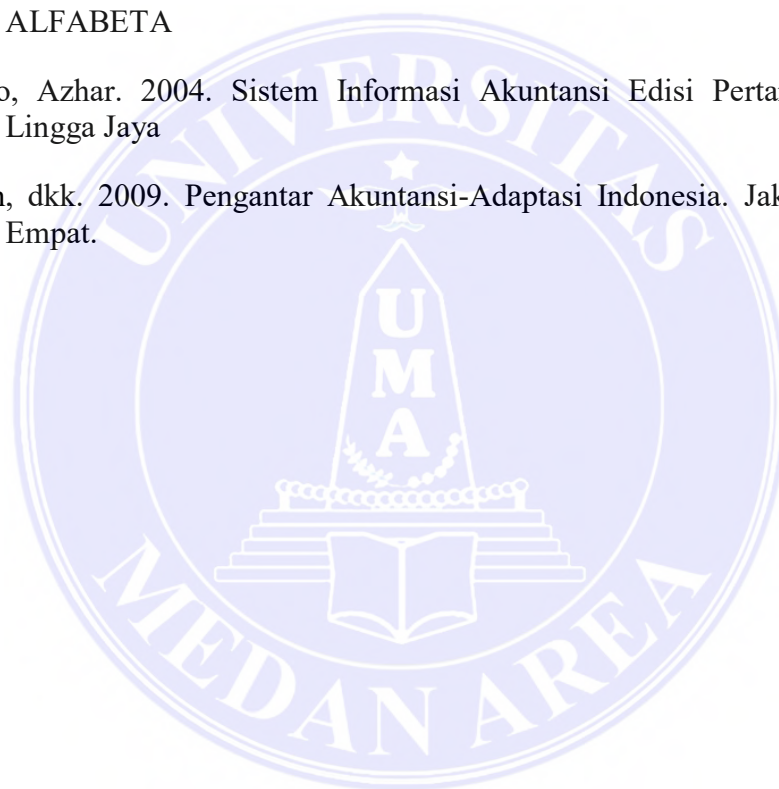 ALFABETA
o, Azhar. 2004. Sistem Informasi Akuntansi Edisi Perta
Lingga Jaya
, dkk. 2009. Pengantar Akuntansi-Adaptasi Indonesia. Jak
Empat.
UNIVERSITAS
UMA
MEDAN AREA